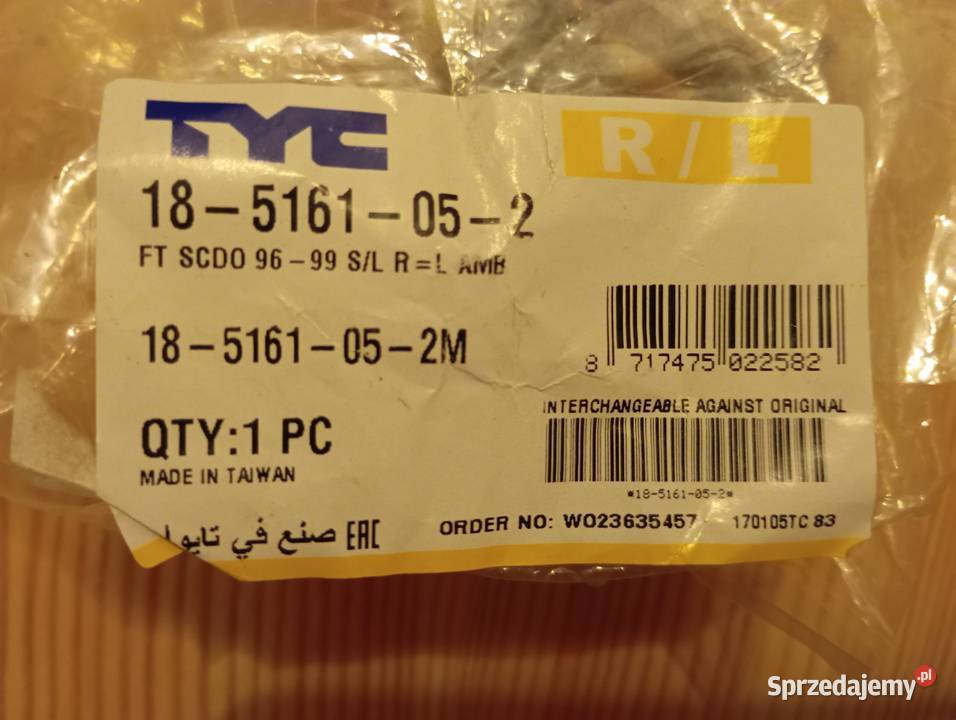 TYC
R / L
18-5161-05-2
FT SCDO 96-99 S/L R=L AMB
18-5161-05-2M
8 717475 022582
INTERCHANGEABLE AGAINST ORIGINAL
QTY:1 PC
MADE IN TAIWAN
*18-5161-05-2*
ORDER NO: W023635457 170105TC 83
صنع في EAC
Sprzedajemy.pl